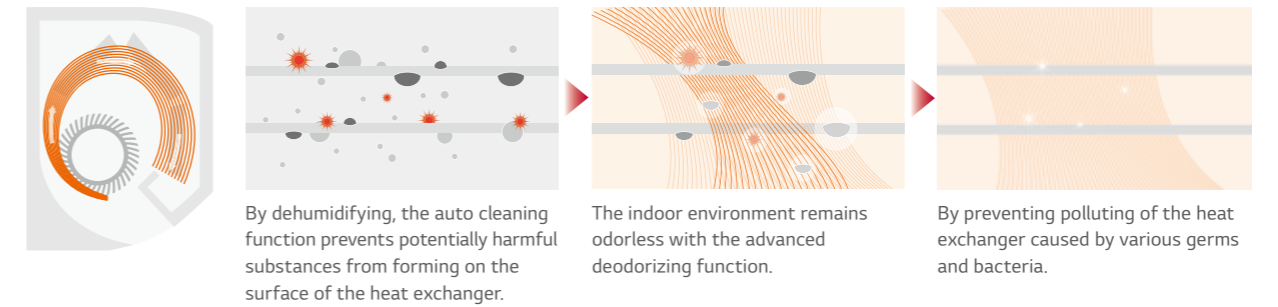 By dehumidifying, the auto cleaning
function prevents potentially harmful
substances from forming on the
surface of the heat exchanger.
The indoor environment remains
odorless with the advanced
deodorizing function.
By preventing polluting of the heat
exchanger caused by various germs
and bacteria.